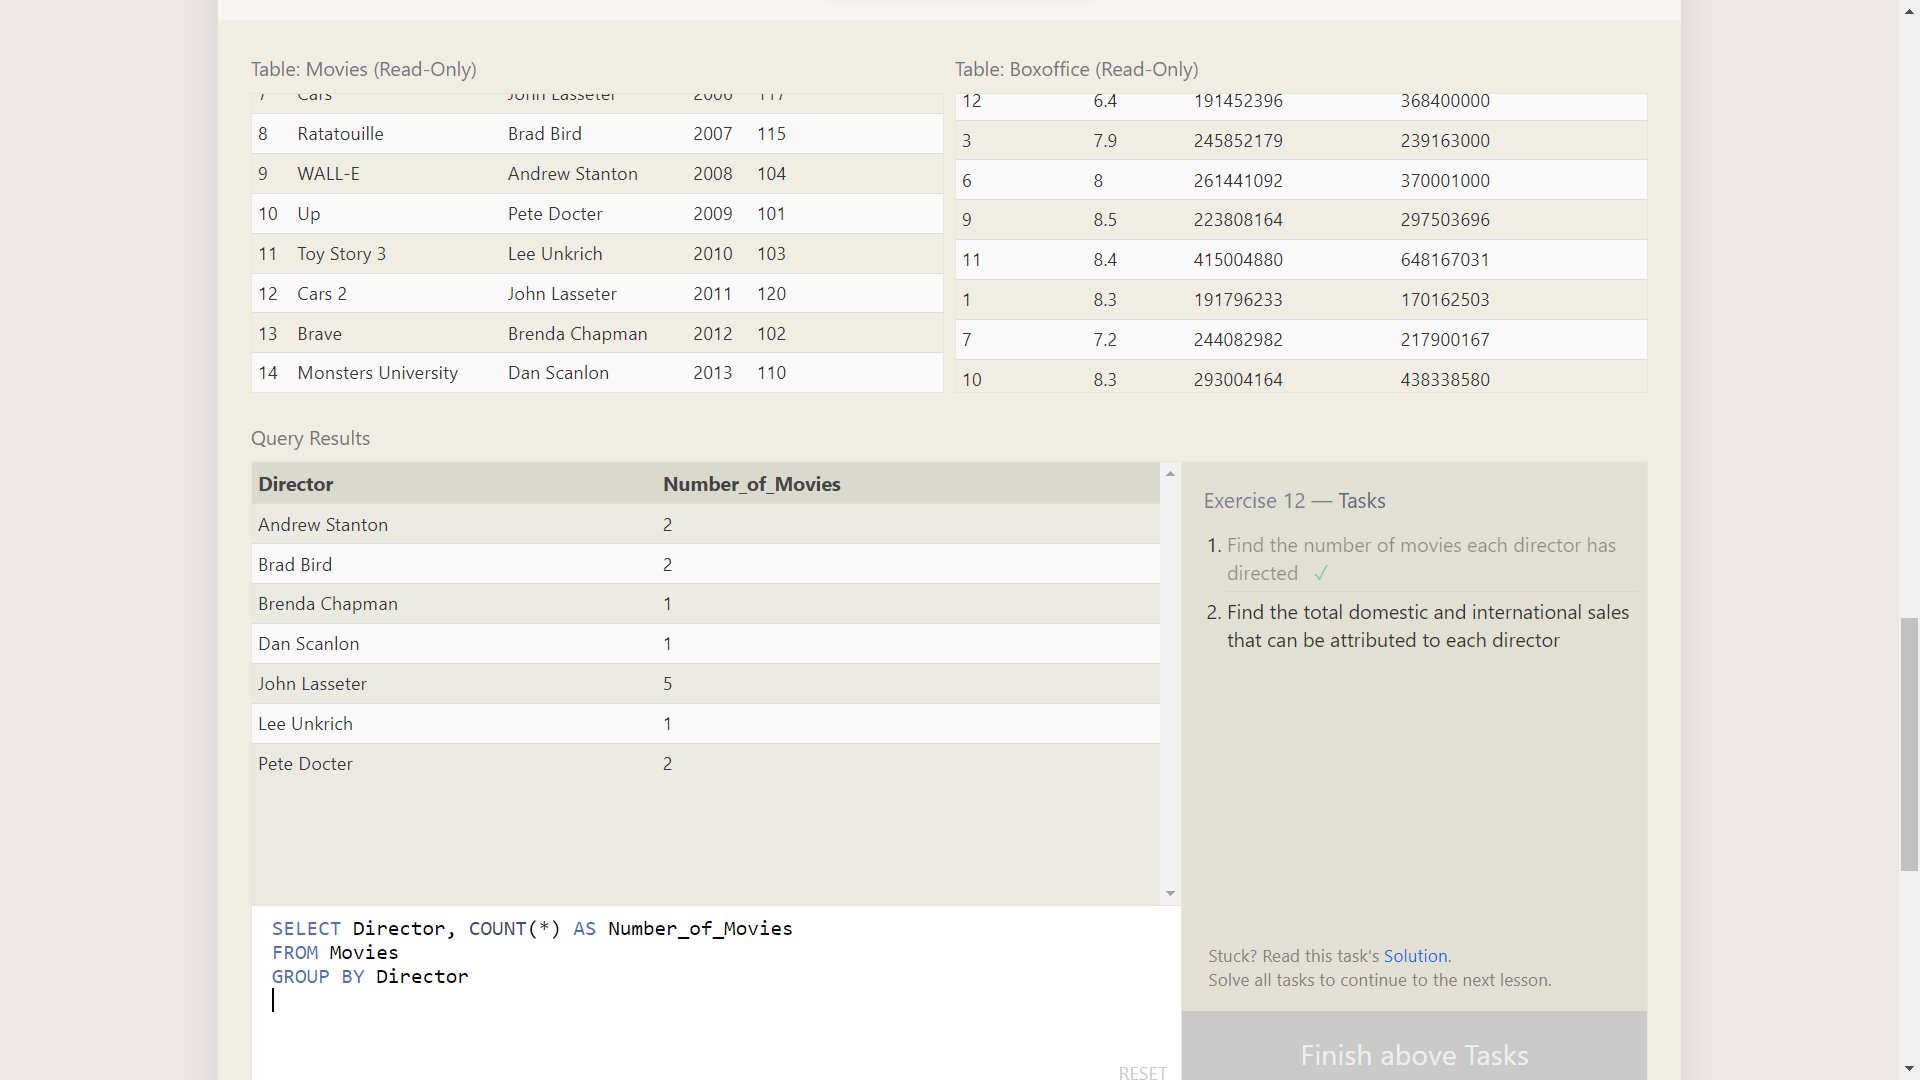 Table: Movies (Read-Only)
7 Cars John Lasseter 2006 117
8 Ratatouille Brad Bird 2007 115
9 WALL-E Andrew Stanton 2008 104
10 Up Pete Docter 2009 101
11 Toy Story 3 Lee Unkrich 2010 103
12 Cars 2 John Lasseter 2011 120
13 Brave Brenda Chapman 2012 102
14 Monsters University Dan Scanlon 2013 110
Table: Boxoffice (Read-Only)
12 6.4 191452396 368400000
3 7.9 245852179 239163000
6 8 261441092 370001000
9 8.5 223808164 297503696
11 8.4 415004880 648167031
1 8.3 191796233 170162503
7 7.2 244082982 217900167
10 8.3 293004164 438338580
Query Results
Director Number_of_Movies
Andrew Stanton 2
Brad Bird 2
Brenda Chapman 1
Dan Scanlon 1
John Lasseter 5
Lee Unkrich 1
Pete Docter 2
SELECT Director, COUNT(*) AS Number_of_Movies
FROM Movies
GROUP BY Director
RESET
Exercise 12 — Tasks
1. Find the number of movies each director has
directed ✓
2. Find the total domestic and international sales
that can be attributed to each director
Stuck? Read this task's Solution.
Solve all tasks to continue to the next lesson.
Finish above Tasks